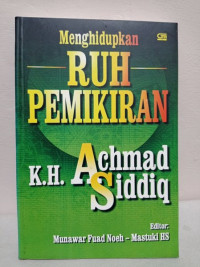 Menghidupkan
RUH
PEMIKIRAN
K.H. Achmad
Siddiq
Editor:
Munawar Fuad Noeh – Mastuki HS